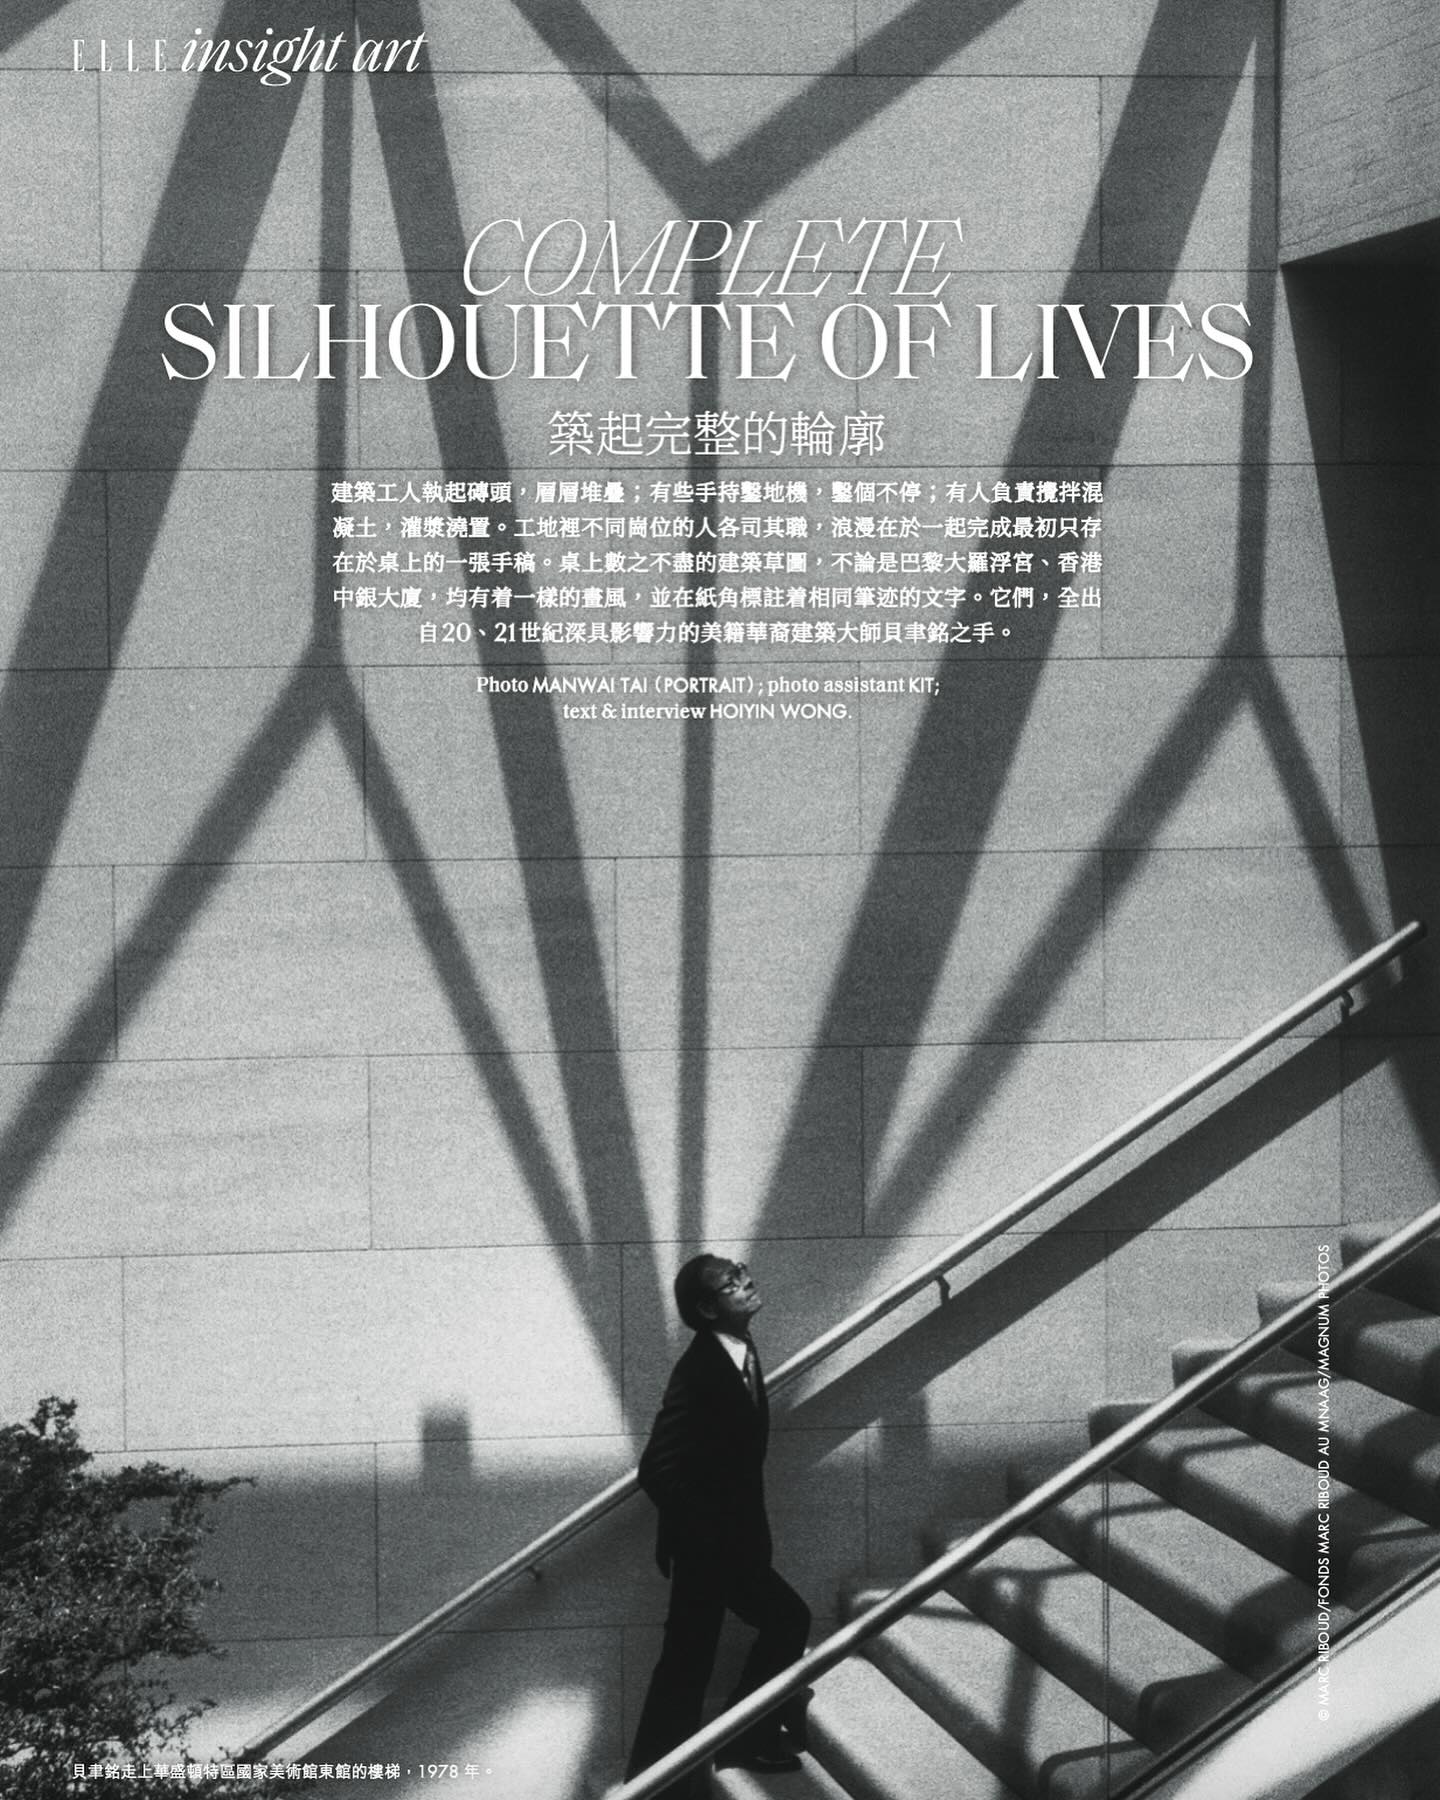 ELLE insight art
COMPLETE
SILHOUETTE OF LIVES
築起完整的輪廓
建築工人執起磚頭，層層堆疊；有些手持鑿地機，鑿個不停；有人負責攪拌混
凝土，灌漿澆置。工地裡不同崗位的人各司其職，浪漫在於一起完成最初只存
在於桌上的一張手稿。桌上數之不盡的建築草圖，不論是巴黎大羅浮宮、香港
中銀大廈，均有着一樣的畫風，並在紙角標註着相同筆迹的文字。它們，全出
自20、21世紀深具影響力的美籍華裔建築大師貝聿銘之手。
Photo MANWAI TAI (PORTRAIT) ; photo assistant KIT;
text & interview HOIYIN WONG.
© MARC RIBOUD/FONDS MARC RIBOUD AU MNAAG/MAGNUM PHOTOS
貝聿銘走上華盛頓特區國家美術館東館的樓梯，1978 年。